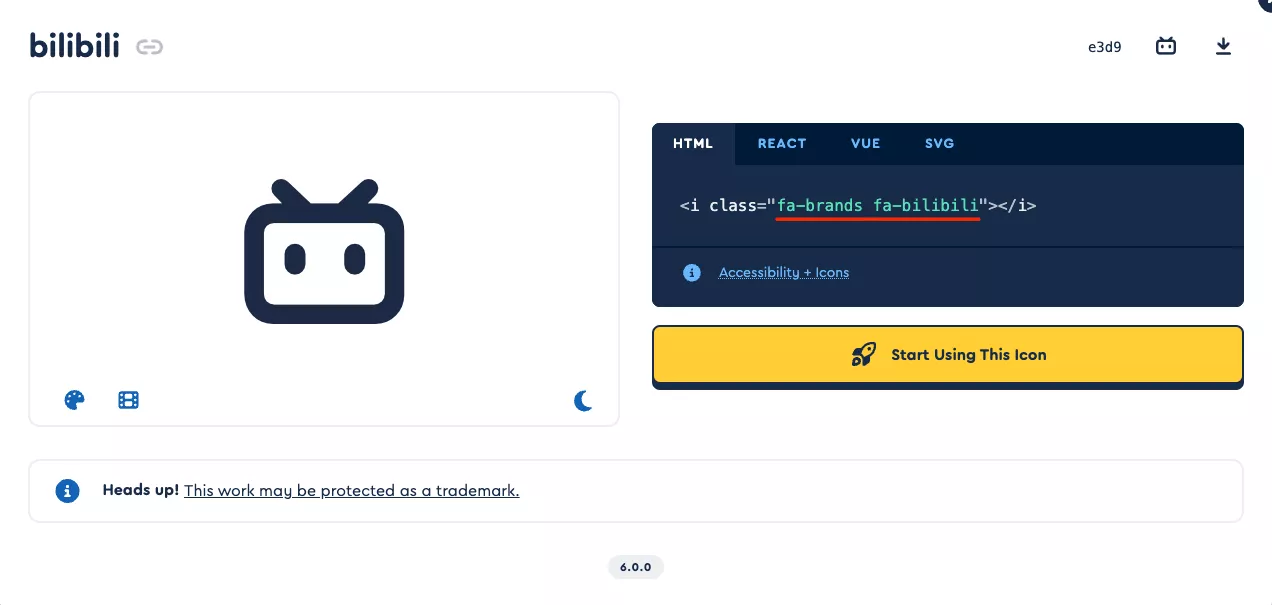 bilibili
e3d9
HTML REACT VUE SVG
<i class="fa-brands fa-bilibili"></i>
Accessibility + Icons
Start Using This Icon
Heads up! This work may be protected as a trademark.
6.0.0